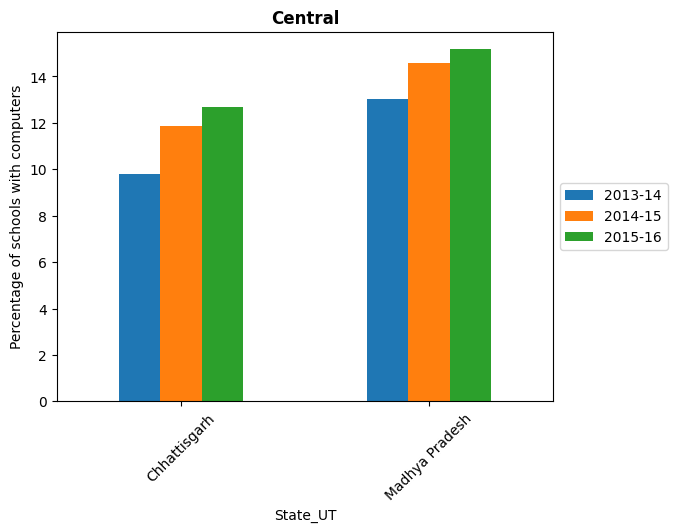 Central
Percentage of schools with computers
14
12
10
8
6
4
2
0
Chhattisgarh
Madhya Pradesh
State_UT
2013-14
2014-15
2015-16